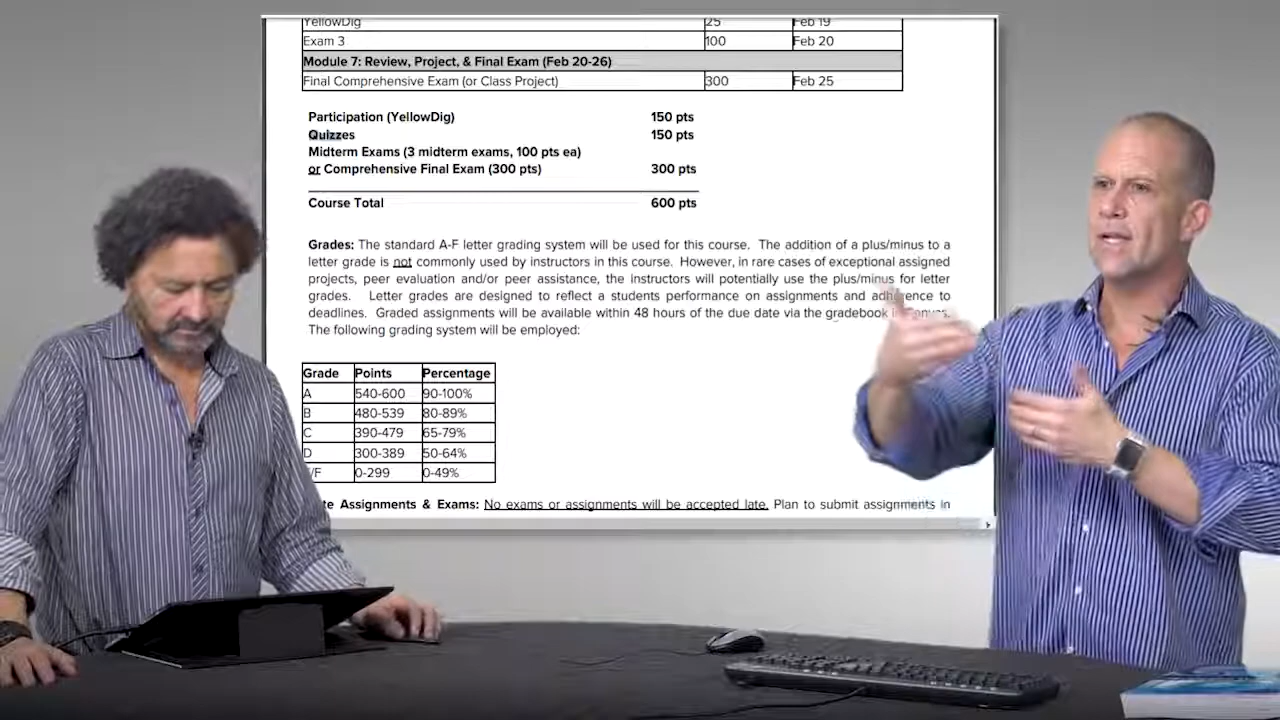 YellowDig 25 Feb 19
Exam 3 100 Feb 20
Module 7: Review, Project, & Final Exam (Feb 20-26)
Final Comprehensive Exam (or Class Project) 300 Feb 25
Participation (YellowDig) 150 pts
Quizzes 150 pts
Midterm Exams (3 midterm exams, 100 pts ea)
or Comprehensive Final Exam (300 pts) 300 pts
Course Total 600 pts
Grades: The standard A-F letter grading system will be used for this course. The addition of a plus/minus to a
letter grade is not commonly used by instructors in this course. However, in rare cases of exceptional assigned
projects, peer evaluation and/or peer assistance, the instructors will potentially use the plus/minus for letter
grades. Letter grades are designed to reflect a students performance on assignments and adherence to
deadlines. Graded assignments will be available within 48 hours of the due date via the gradebook in Canvas.
The following grading system will be employed:
Grade Points Percentage
A 540-600 90-100%
B 480-539 80-89%
C 390-479 65-79%
D 300-389 50-64%
/F 0-299 0-49%
te Assignments & Exams: No exams or assignments will be accepted late. Plan to submit assignments in